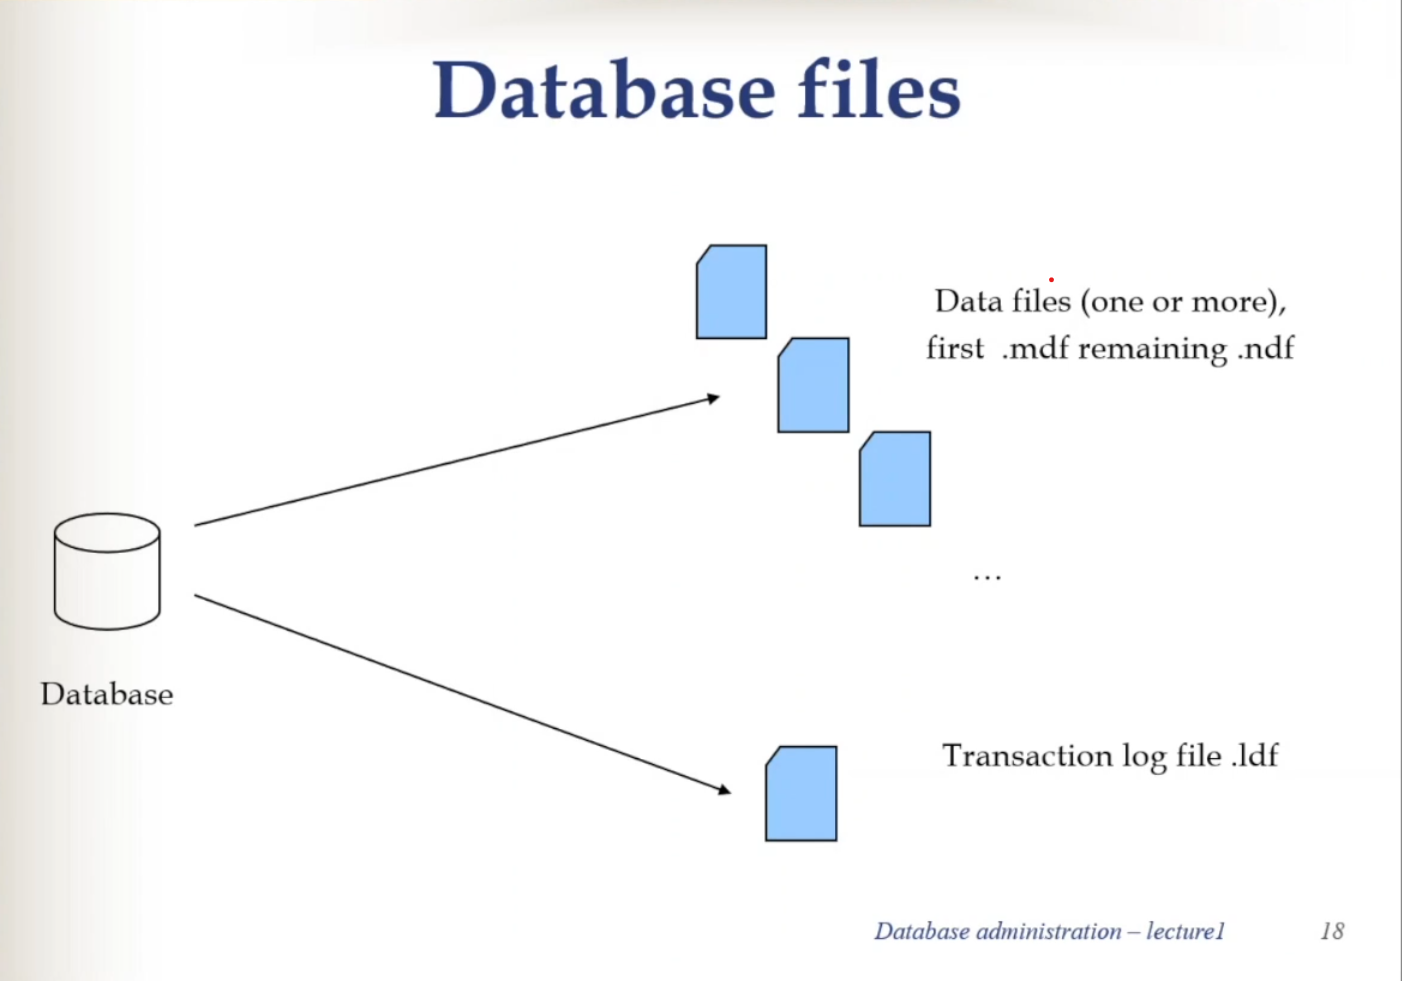 Database files
Data files (one or more),
first .mdf remaining .ndf
...
Database
Transaction log file .ldf
Database administration – lecture1
18